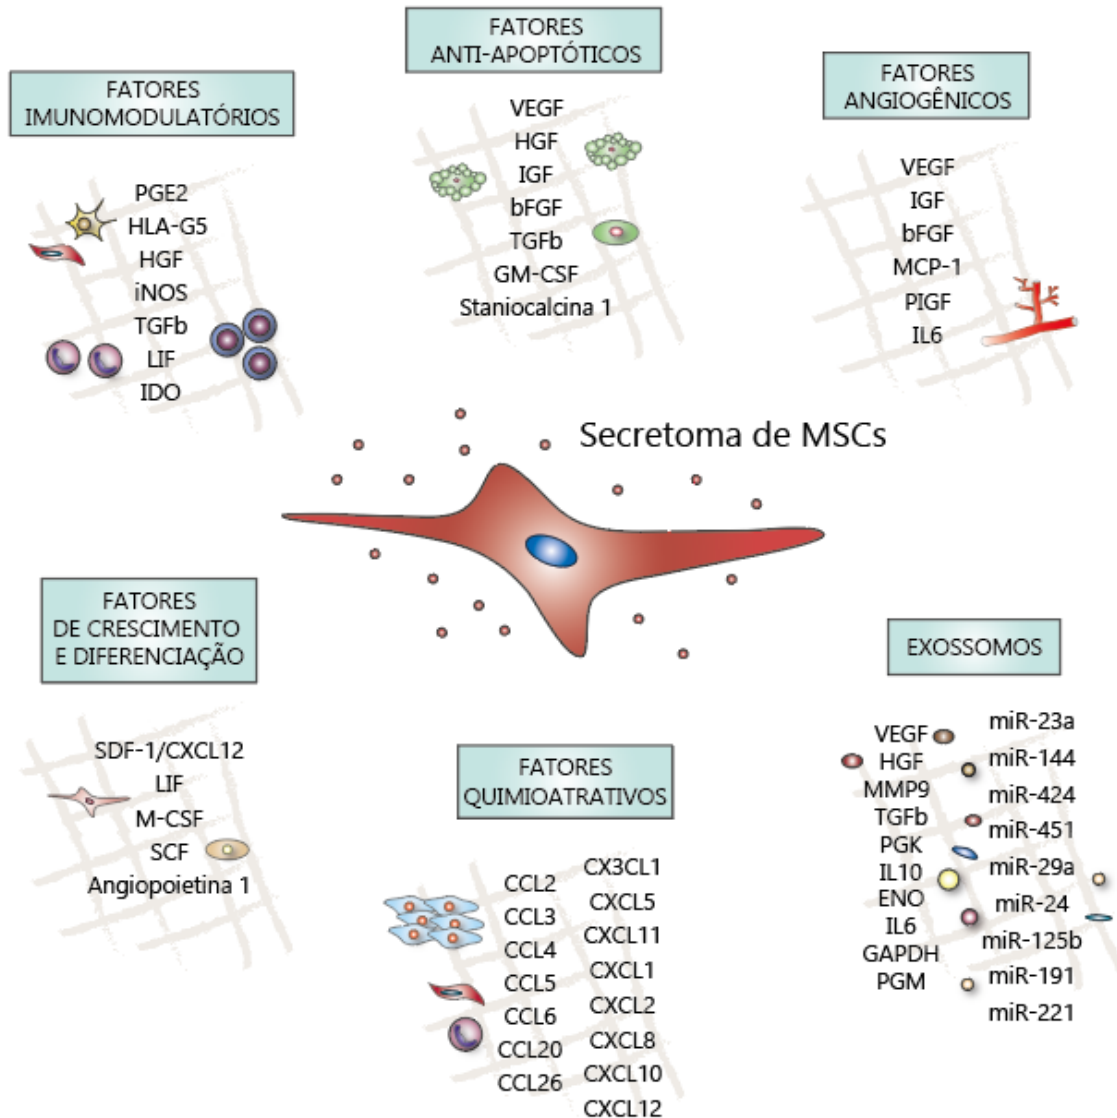 FATORES
IMUNOMODULATÓRIOS
PGE2
HLA-G5
HGF
iNOS
TGFb
LIF
IDO
FATORES
ANTI-APOPTÓTICOS
VEGF
HGF
IGF
bFGF
TGFb
GM-CSF
Staniocalcina 1
FATORES
ANGIOGÊNICOS
VEGF
IGF
bFGF
MCP-1
PIGF
IL6
Secretoma de MSCs
FATORES
DE CRESCIMENTO
E DIFERENCIAÇÃO
SDF-1/CXCL12
LIF
M-CSF
SCF
Angiopoietina 1
FATORES
QUIMIOATRATIVOS
CCL2
CCL3
CCL4
CCL5
CCL6
CCL20
CCL26
CX3CL1
CXCL5
CXCL11
CXCL1
CXCL2
CXCL8
CXCL10
CXCL12
EXOSSOMOS
VEGF
HGF
MMP9
TGFb
PGK
IL10
ENO
IL6
GAPDH
PGM
miR-23a
miR-144
miR-424
miR-451
miR-29a
miR-24
miR-125b
miR-191
miR-221